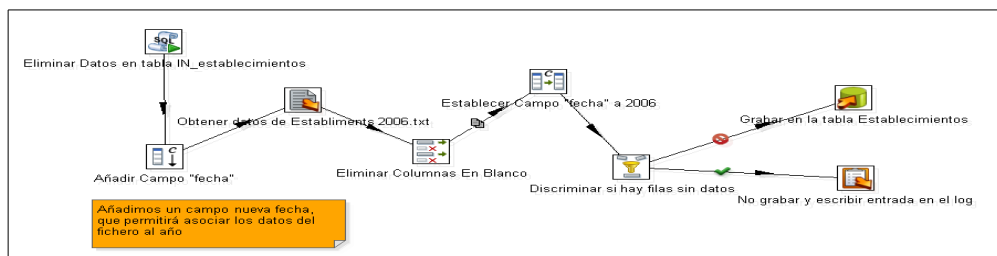 SQL
Eliminar Datos en tabla IN_establecimientos
Establecer Campo "fecha" a 2006
Obtener datos de Establiments 2006.txt
Grabar en la tabla Establecimientos
C
Añadir Campo "fecha"
Eliminar Columnas En Blanco
Discriminar si hay filas sin datos
No grabar y escribir entrada en el log
Añadimos un campo nueva fecha,
que permitirá asociar los datos del
fichero al año